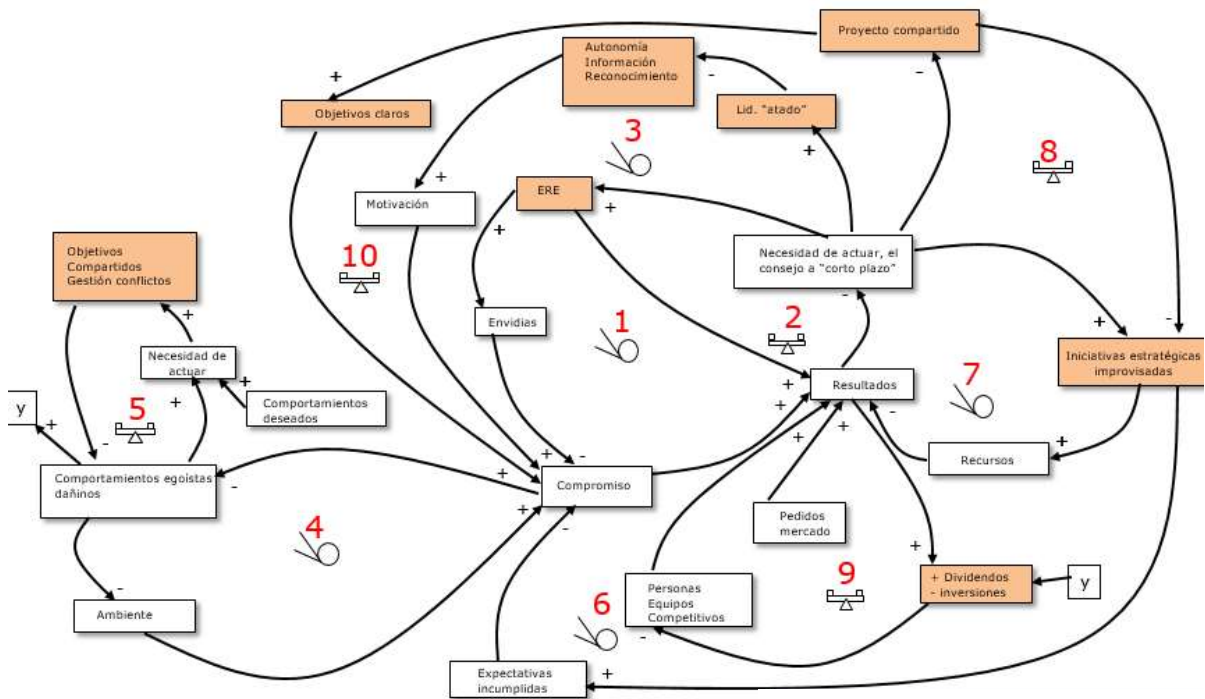 Proyecto compartido
-
+
Autonomía
Información
Reconocimiento
-
-
Objetivos claros
Lid. "atado"
+
3
8
+
ERE
+
Motivación
+
+
10
Necesidad de actuar, el
consejo a "corto plazo"
Objetivos
Compartidos
Gestión conflictos
-
+
Envidias
1
2
+
-
Necesidad de
actuar
+
Iniciativas estratégicas
improvisadas
-
Resultados
7
y
+
5
+
Comportamientos
deseados
+
+
+
+
-
+
-
Comportamientos egoístas
dañinos
-
+
+
-
Compromiso
+
-
Recursos
4
Pedidos
mercado
+
-
Ambiente
6
Personas
Equipos
Competitivos
-
9
+ Dividendos
- inversiones
y
Expectativas
incumplidas
+